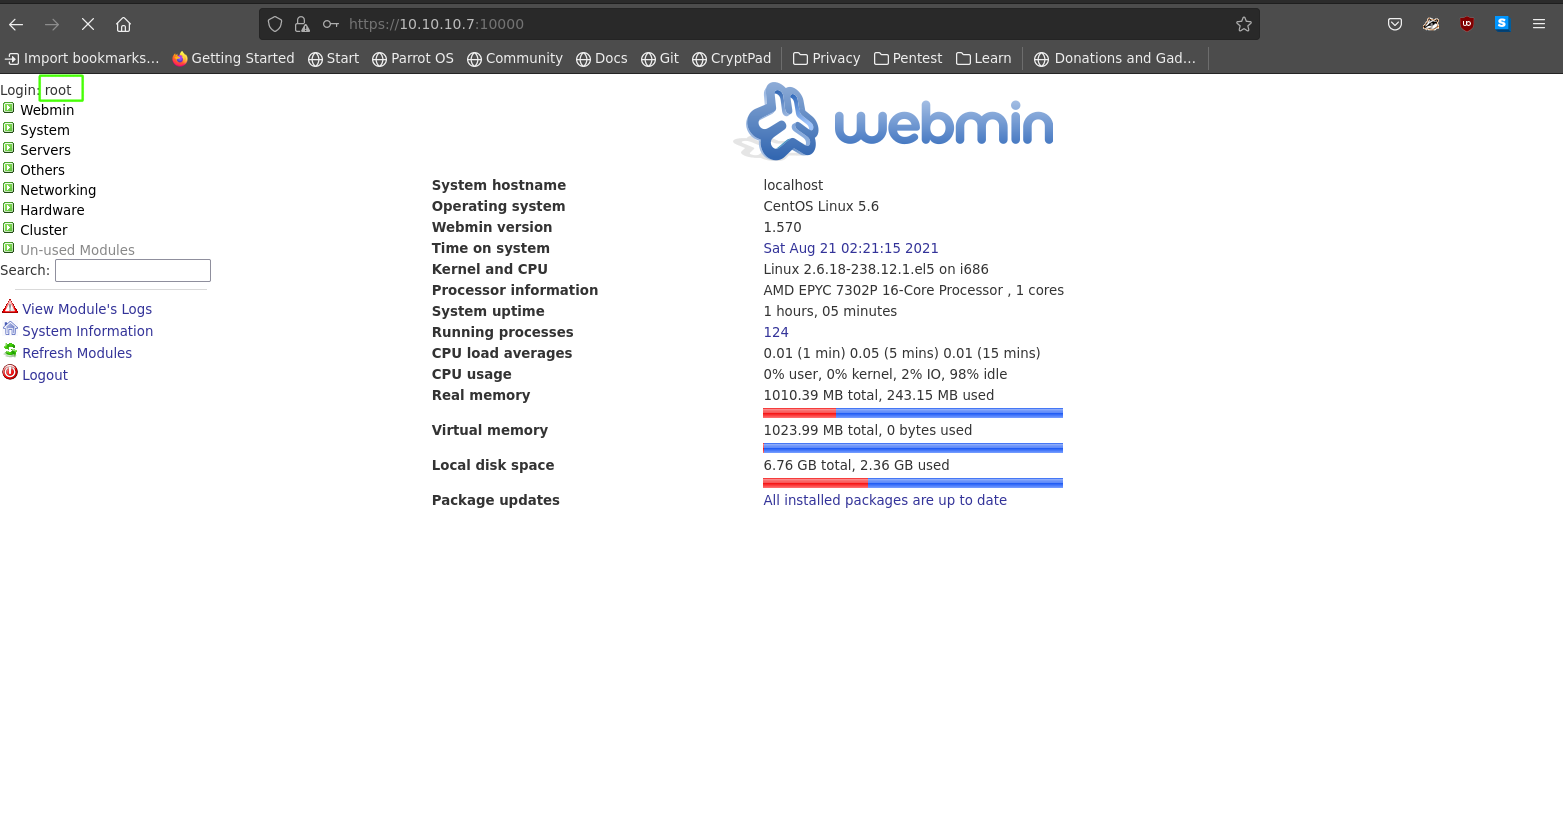 https://10.10.10.7:10000
Import bookmarks... Getting Started Start Parrot OS Community Docs Git CryptPad Privacy Pentest Learn Donations and Gad...
Login: root
Webmin
System
Servers
Others
Networking
Hardware
Cluster
Un-used Modules
Search:
View Module's Logs
System Information
Refresh Modules
Logout
webmin
System hostname localhost
Operating system CentOS Linux 5.6
Webmin version 1.570
Time on system Sat Aug 21 02:21:15 2021
Kernel and CPU Linux 2.6.18-238.12.1.el5 on i686
Processor information AMD EPYC 7302P 16-Core Processor , 1 cores
System uptime 1 hours, 05 minutes
Running processes 124
CPU load averages 0.01 (1 min) 0.05 (5 mins) 0.01 (15 mins)
CPU usage 0% user, 0% kernel, 2% IO, 98% idle
Real memory 1010.39 MB total, 243.15 MB used
Virtual memory 1023.99 MB total, 0 bytes used
Local disk space 6.76 GB total, 2.36 GB used
Package updates All installed packages are up to date